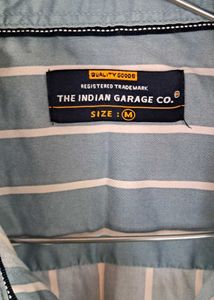 QUALITY GOODS
REGISTERED TRADEMARK
THE INDIAN GARAGE CO.®
SIZE : M